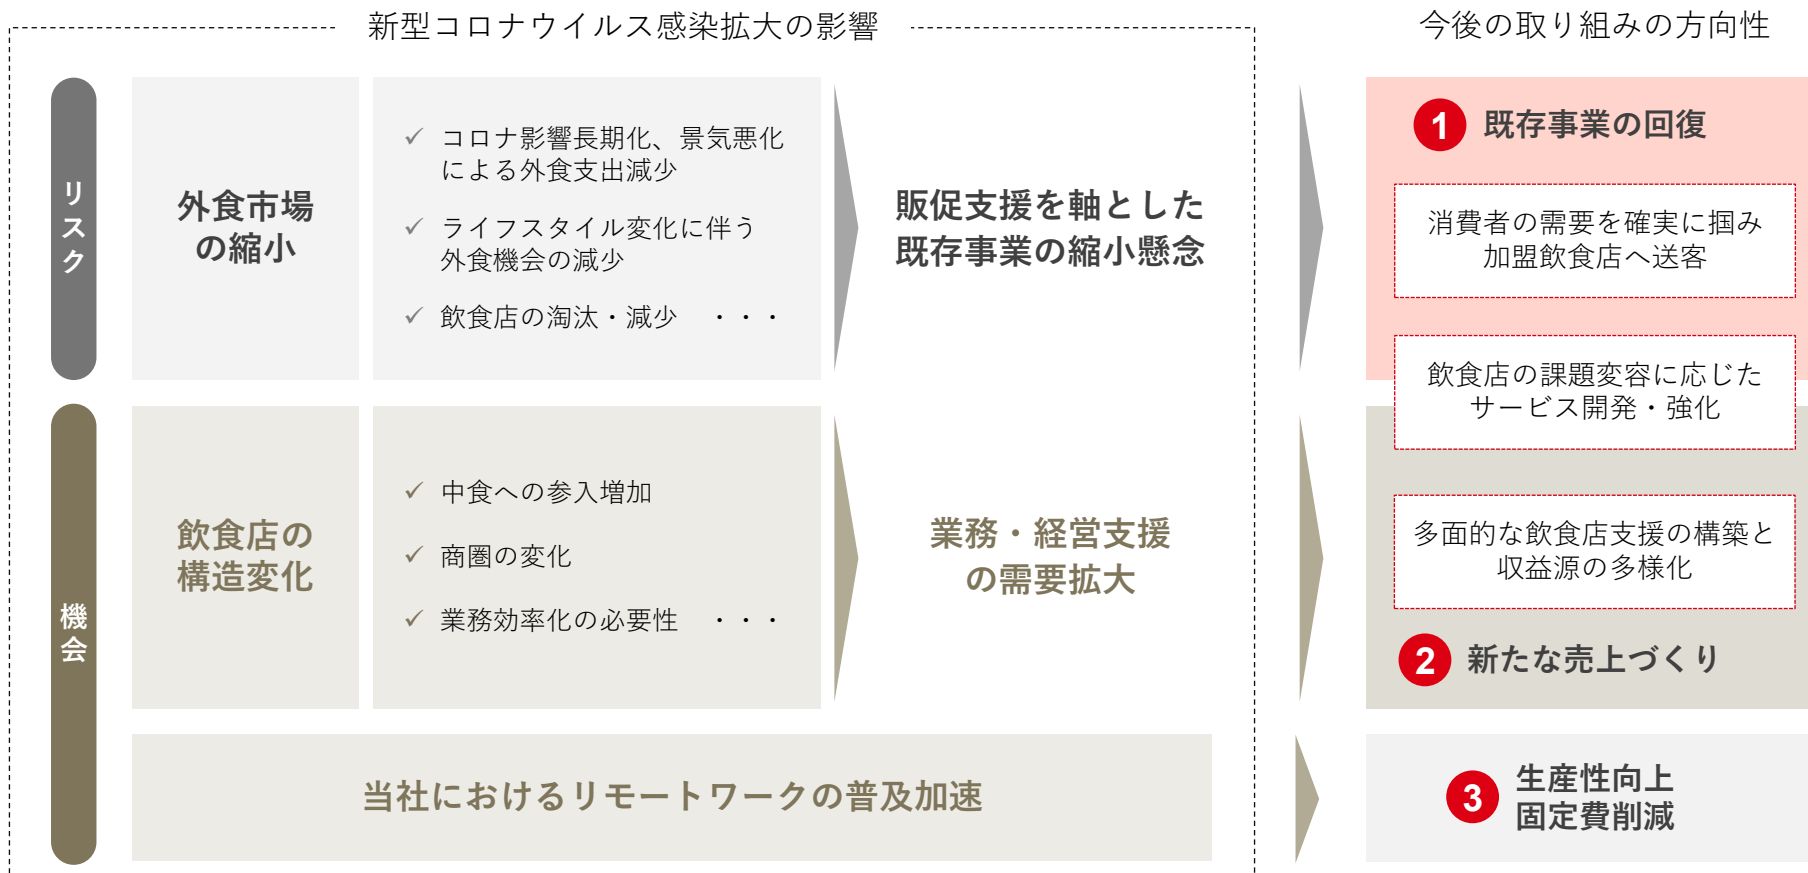 新型コロナウイルス感染拡大の影響
今後の取り組みの方向性
リスク
外食市場
の縮小
✓ コロナ影響長期化、景気悪化
による外食支出減少
✓ ライフスタイル変化に伴う
外食機会の減少
✓ 飲食店の淘汰・減少 ・・・
販促支援を軸とした
既存事業の縮小懸念
1 既存事業の回復
消費者の需要を確実に掴み
加盟飲食店へ送客
飲食店の課題変容に応じた
サービス開発・強化
機会
飲食店の
構造変化
✓ 中食への参入増加
✓ 商圏の変化
✓ 業務効率化の必要性 ・・・
業務・経営支援
の需要拡大
多面的な飲食店支援の構築と
収益源の多様化
2 新たな売上づくり
当社におけるリモートワークの普及加速
3 生産性向上
固定費削減